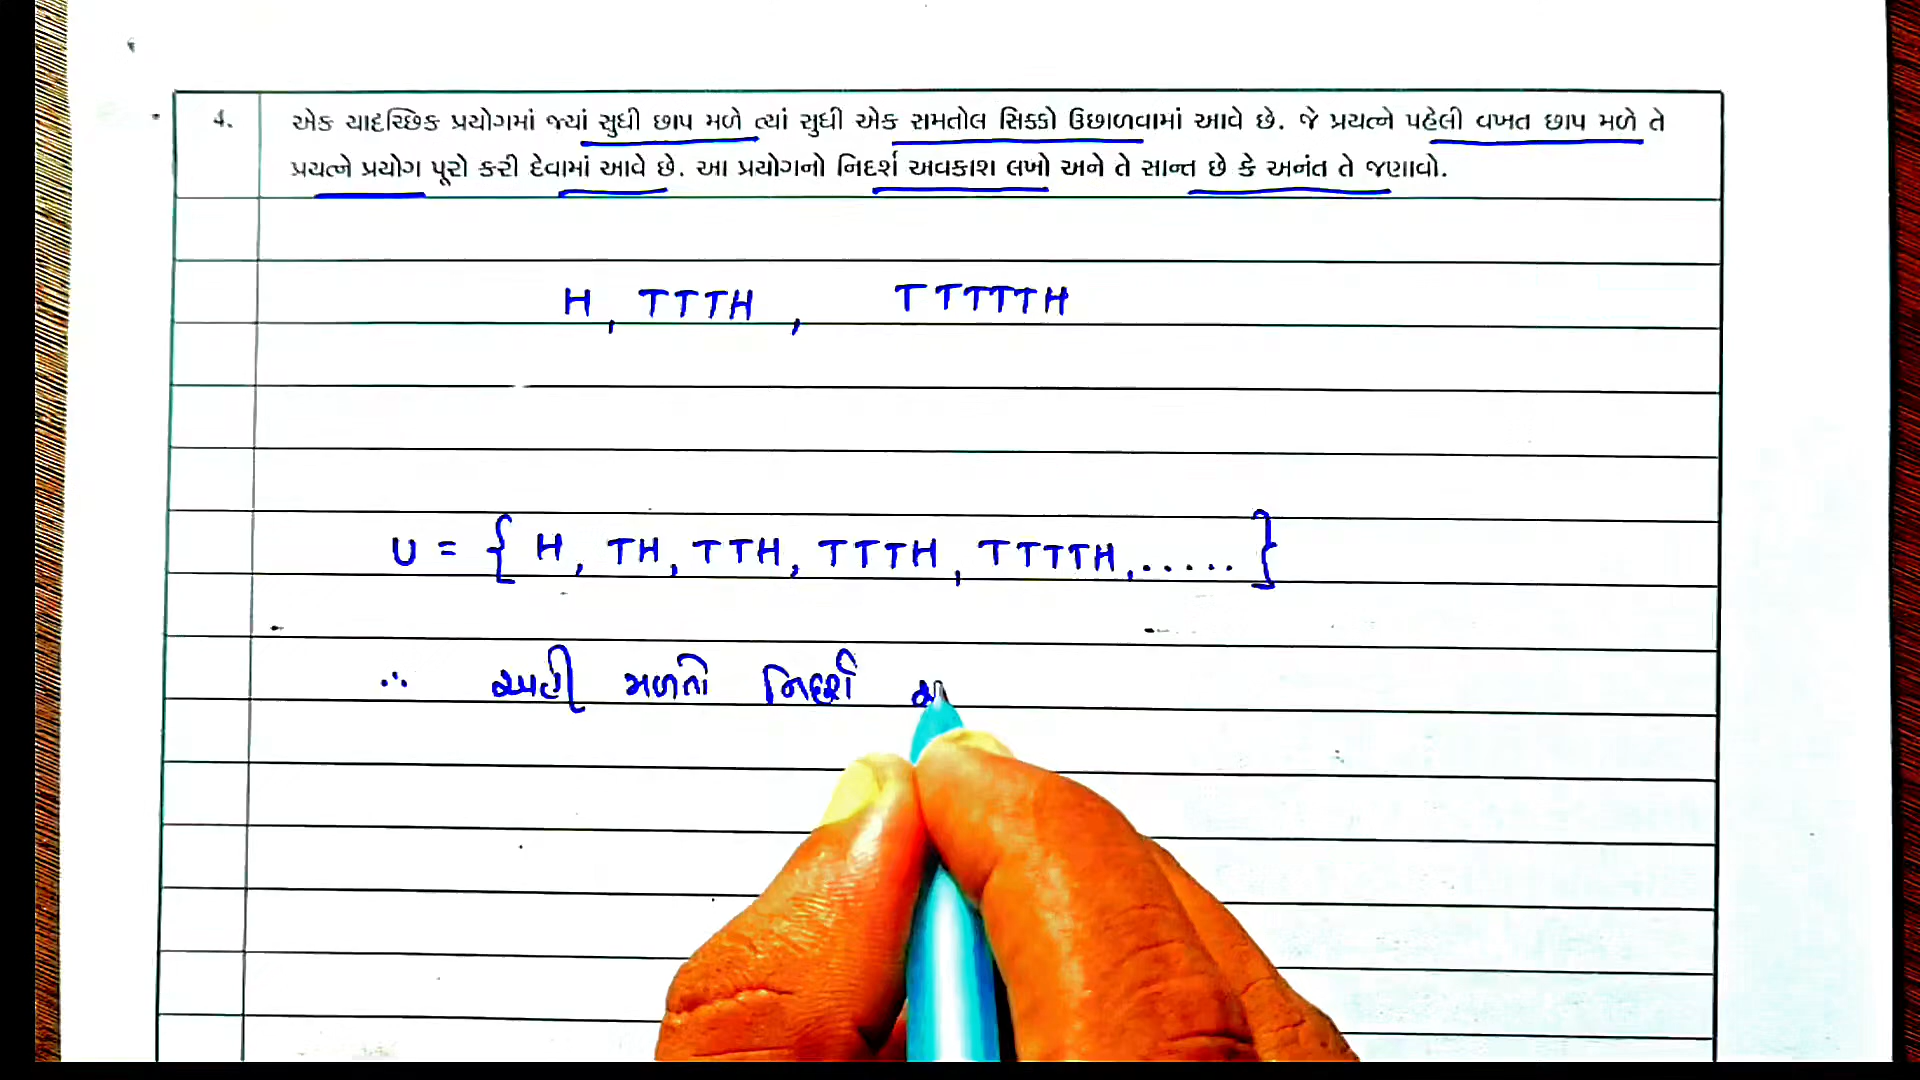 4. એક યાદચ્છિક પ્રયોગમાં જ્યાં સુધી છાપ મળે ત્યાં સુધી એક સમતોલ સિક્કો ઉછાળવામાં આવે છે. જે પ્રયત્ને પહેલી વખત છાપ મળે તે
પ્રયત્ને પ્રયોગ પૂરો કરી દેવામાં આવે છે. આ પ્રયોગનો નિદર્શ અવકાશ લખો અને તે સાન્ત છે કે અનંત તે જણાવો.
H, TTTH, TTTTTH
U = { H, TH, TTH, TTTH, TTTTH, ..... }
∴ અહી મળતો નિદર્શ